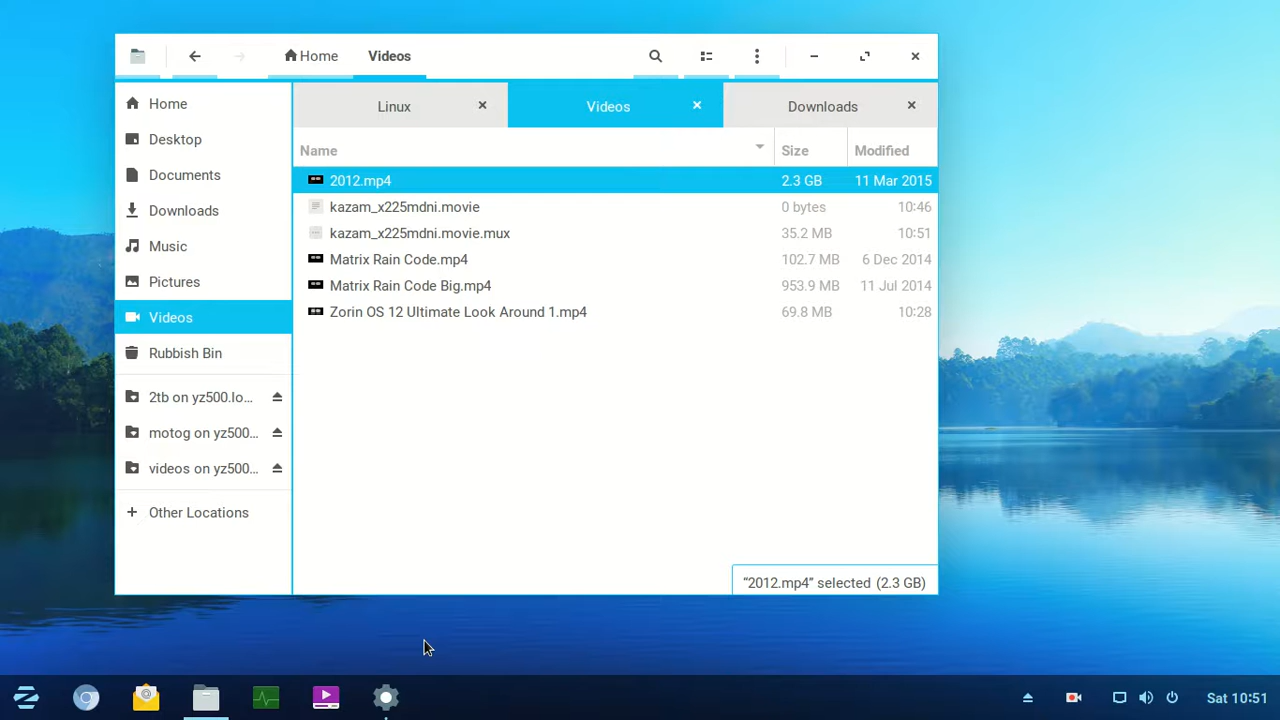 Home Videos
Linux Videos Downloads
Name Size Modified
2012.mp4 2.3 GB 11 Mar 2015
kazam_x225mdni.movie 0 bytes 10:46
kazam_x225mdni.movie.mux 35.2 MB 10:51
Matrix Rain Code.mp4 102.7 MB 6 Dec 2014
Matrix Rain Code Big.mp4 953.9 MB 11 Jul 2014
Zorin OS 12 Ultimate Look Around 1.mp4 69.8 MB 10:28
Home
Desktop
Documents
Downloads
Music
Pictures
Videos
Rubbish Bin
2tb on yz500.lo...
motog on yz500...
videos on yz500...
Other Locations
“2012.mp4” selected (2.3 GB)
Sat 10:51